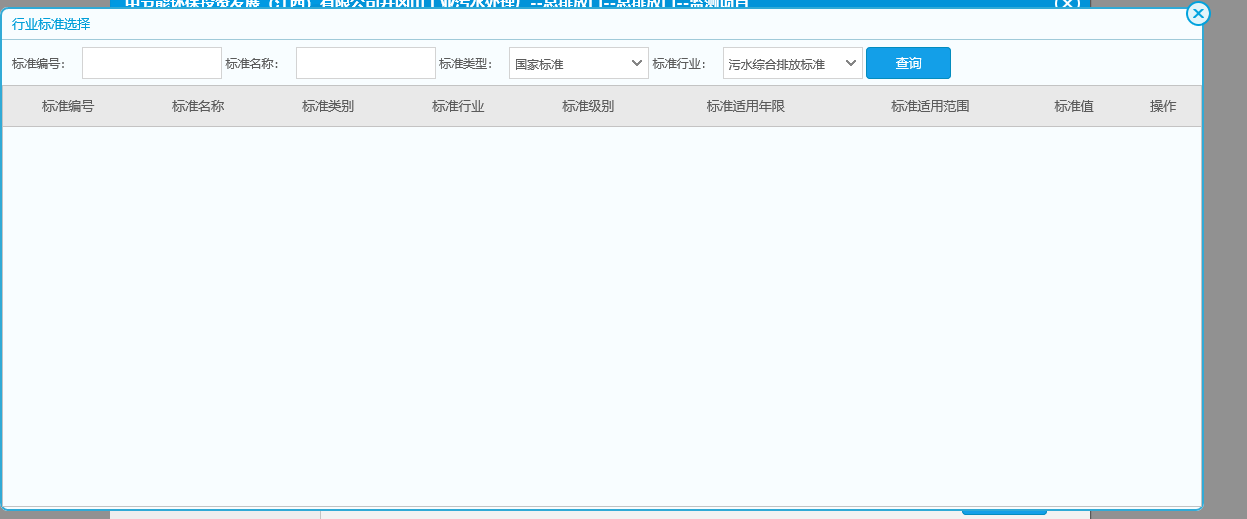 行业标准选择
标准编号： 标准名称： 标准类型： 国家标准 标准行业： 污水综合排放标准 查询
标准编号 标准名称 标准类别 标准行业 标准级别 标准适用年限 标准适用范围 标准值 操作